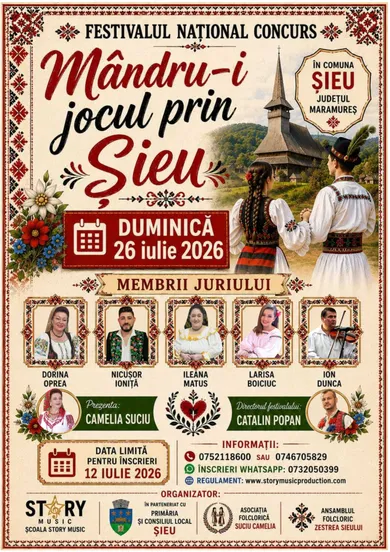 FESTIVALUL NAȚIONAL CONCURS
Mândru-i
jocul prin
Șieu
ÎN COMUNA
ȘIEU
JUDEȚUL
MARAMUREȘ
DUMINICĂ
26 iulie 2026
MEMBRII JURIULUI
DORINA
OPREA
NICUȘOR
IONIȚĂ
ILEANA
MATUS
LARISA
BOICIUC
ION
DUNCA
Prezenta:
CAMELIA SUCIU
Directorul festivalului:
CATALIN POPAN
DATA LIMITĂ
PENTRU ÎNSCRIERI
12 IULIE 2026
INFORMAȚII:
0752118600 SAU 0746705829
ÎNSCRIERI WHATSAPP: 0732050399
REGULAMENT: www.storymusicproduction.com
ORGANIZATOR:
STORY
MUSIC
ȘCOALA STORY MUSIC
ÎN PARTENERIAT CU
PRIMĂRIA
ȘI CONSILIUL LOCAL
ȘIEU
ASOCIAȚIA
FOLCLORICĂ
SUCIU CAMELIA
ANSAMBLUL
FOLCLORIC
ZESTREA SIEULUI